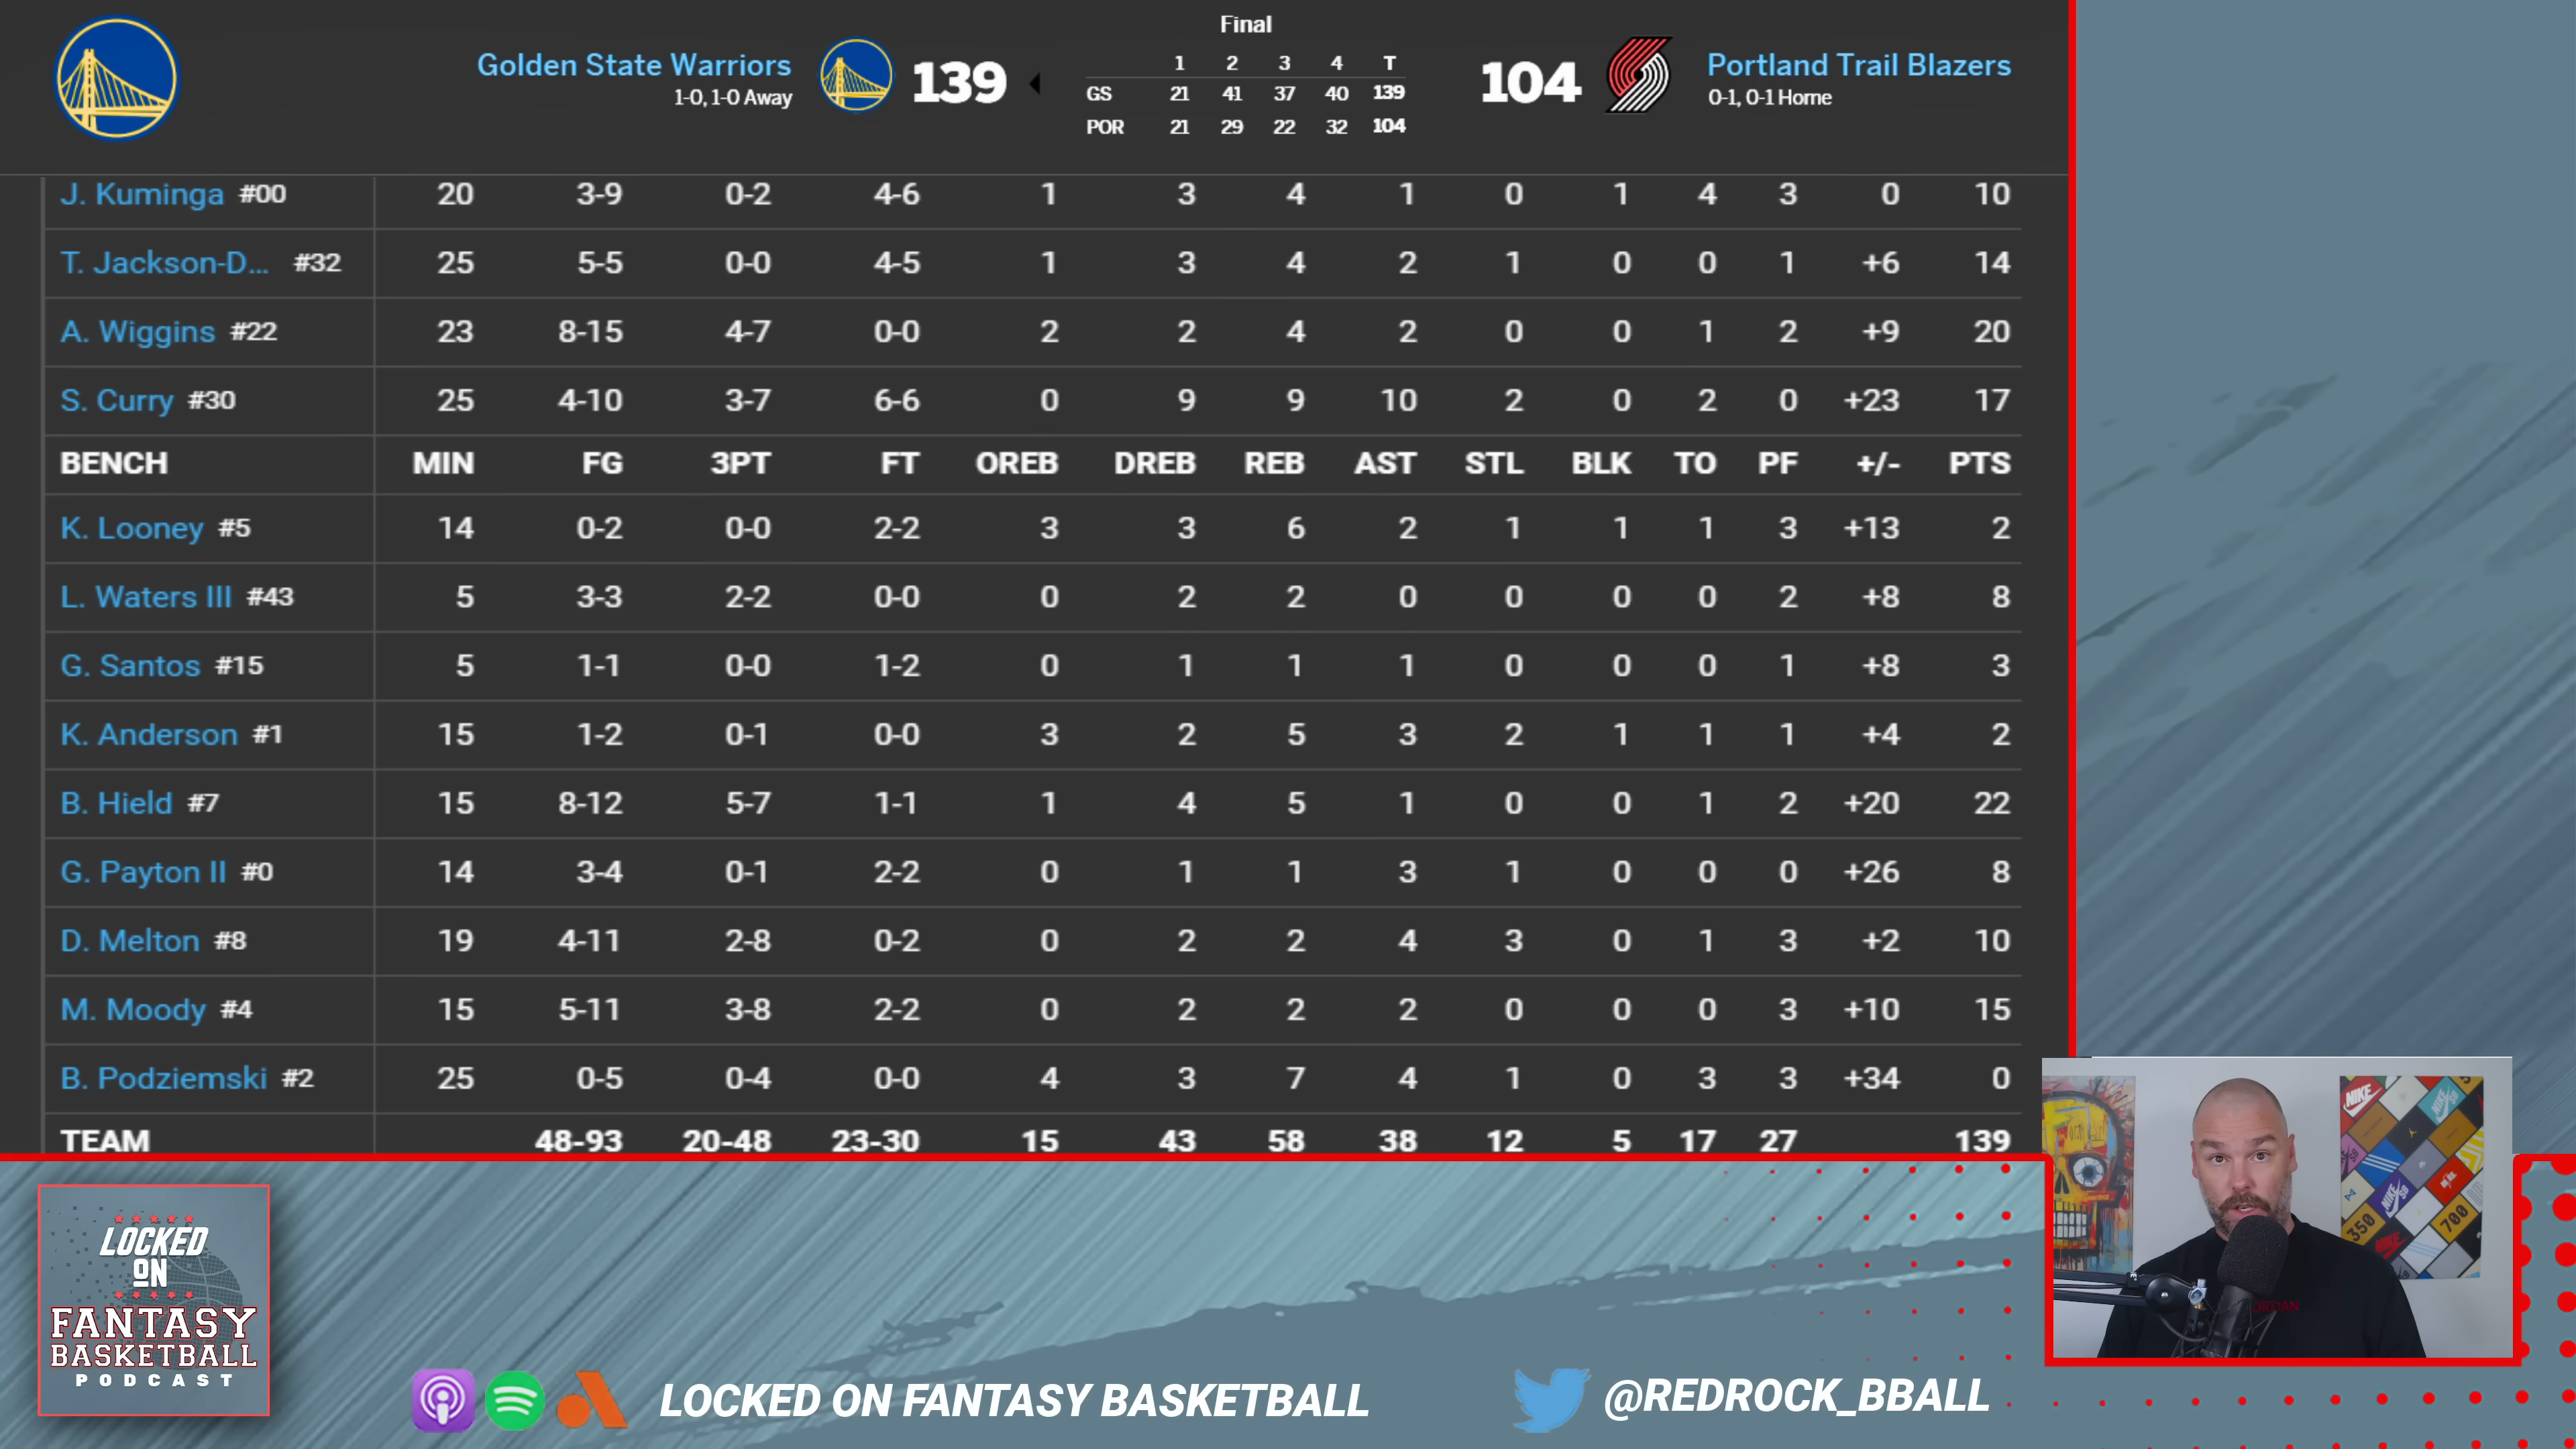 Final
Golden State Warriors
1-0, 1-0 Away
139
1 2 3 4 T
GS 21 41 37 40 139
POR 21 29 22 32 104
104
Portland Trail Blazers
0-1, 0-1 Home
J. Kuminga #00 20 3-9 0-2 4-6 1 3 4 1 0 1 4 3 0 10
T. Jackson-D... #32 25 5-5 0-0 4-5 1 3 4 2 1 0 0 1 +6 14
A. Wiggins #22 23 8-15 4-7 0-0 2 2 4 2 0 0 1 2 +9 20
S. Curry #30 25 4-10 3-7 6-6 0 9 9 10 2 0 2 0 +23 17
BENCH MIN FG 3PT FT OREB DREB REB AST STL BLK TO PF +/- PTS
K. Looney #5 14 0-2 0-0 2-2 3 3 6 2 1 1 1 3 +13 2
L. Waters III #43 5 3-3 2-2 0-0 0 2 2 0 0 0 0 2 +8 8
G. Santos #15 5 1-1 0-0 1-2 0 1 1 1 0 0 0 1 +8 3
K. Anderson #1 15 1-2 0-1 0-0 3 2 5 3 2 1 1 1 +4 2
B. Hield #7 15 8-12 5-7 1-1 1 4 5 1 0 0 1 2 +20 22
G. Payton II #0 14 3-4 0-1 2-2 0 1 1 3 1 0 0 0 +26 8
D. Melton #8 19 4-11 2-8 0-2 0 2 2 4 3 0 1 3 +2 10
M. Moody #4 15 5-11 3-8 2-2 0 2 2 2 0 0 0 3 +10 15
B. Podziemski #2 25 0-5 0-4 0-0 4 3 7 4 1 0 3 3 +34 0
TEAM 48-93 20-48 23-30 15 43 58 38 12 5 17 27 139
NIKE
NIKE
350
700
LOCKED
ON
FANTASY
BASKETBALL
PODCAST
LOCKED ON FANTASY BASKETBALL
@REDROCK_BBALL